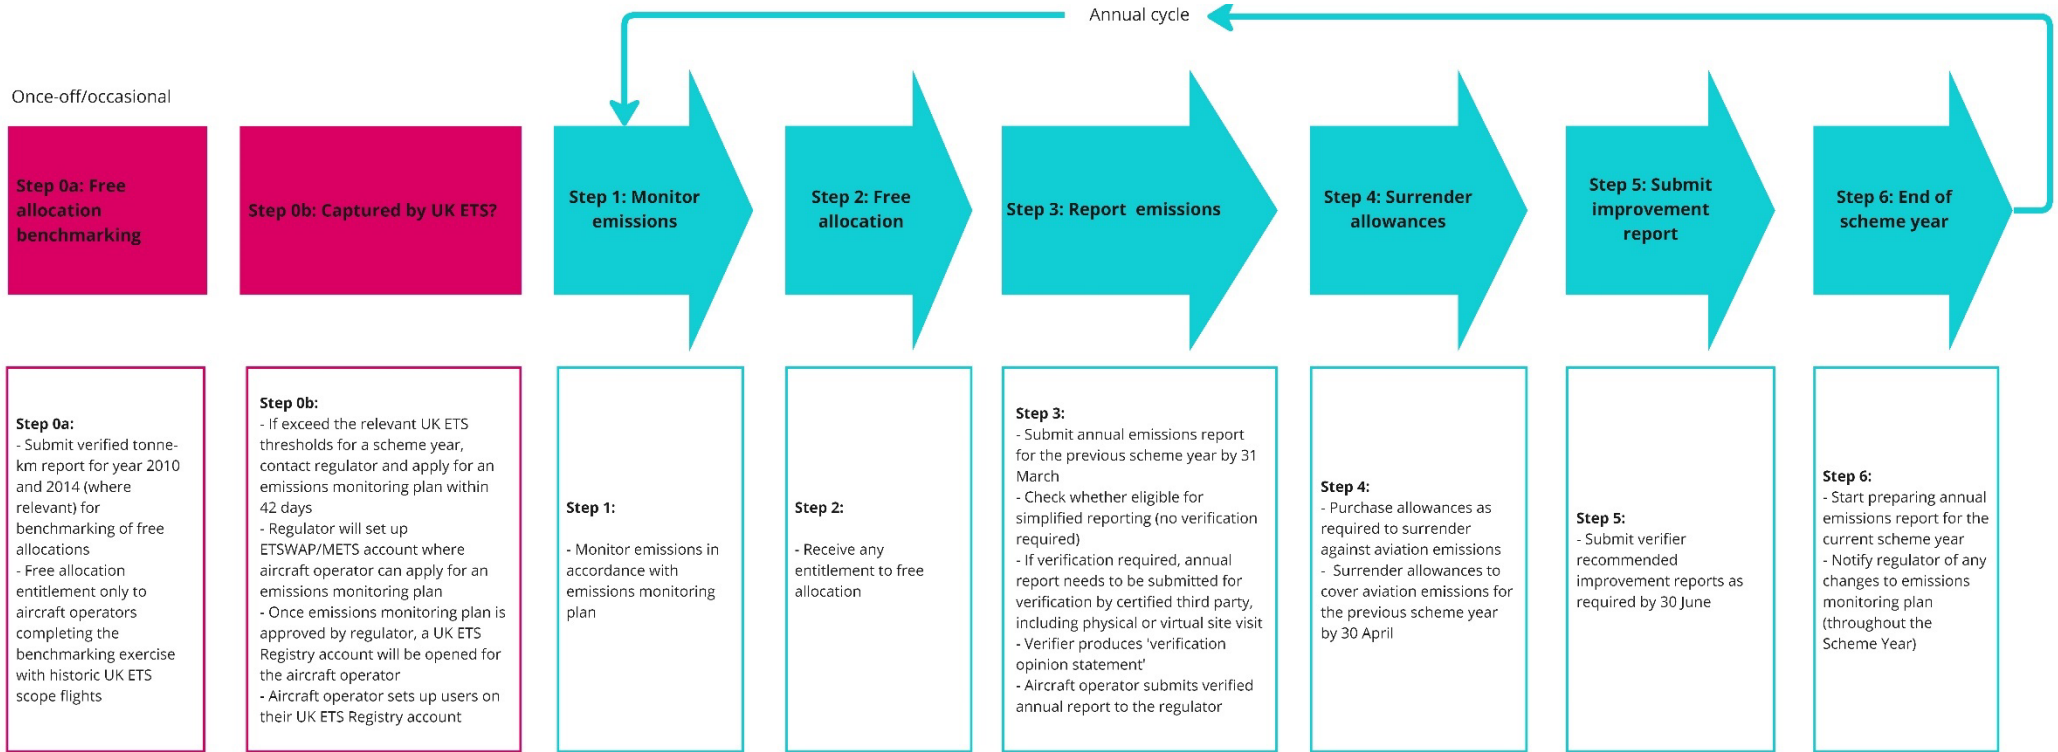 Annual cycle
Once-off/occasional
Step 0a: Free
allocation
benchmarking
Step 0b: Captured by UK ETS?
Step 1: Monitor
emissions
Step 2: Free
allocation
Step 3: Report  emissions
Step 4: Surrender
allowances
Step 5: Submit
improvement
report
Step 6: End of
scheme year
Step 0a:
- Submit verified tonne-
km report for year 2010
and 2014 (where
relevant) for
benchmarking of free
allocations
- Free allocation
entitlement only to
aircraft operators
completing the
benchmarking exercise
with historic UK ETS
scope flights
Step 0b:
- If exceed the relevant UK ETS
thresholds for a scheme year,
contact regulator and apply for an
emissions monitoring plan within
42 days
- Regulator will set up
ETSWAP/METS account where
aircraft operator can apply for an
emissions monitoring plan
- Once emissions monitoring plan is
approved by regulator, a UK ETS
Registry account will be opened for
the aircraft operator
- Aircraft operator sets up users on
their UK ETS Registry account
Step 1:
- Monitor emissions in
accordance with
emissions monitoring
plan
Step 2:
- Receive any
entitlement to free
allocation
Step 3:
- Submit annual emissions report
for the previous scheme year by 31
March
- Check whether eligible for
simplified reporting (no verification
required)
- If verification required, annual
report needs to be submitted for
verification by certified third party,
including physical or virtual site visit
- Verifier produces 'verification
opinion statement'
- Aircraft operator submits verified
annual report to the regulator
Step 4:
- Purchase allowances as
required to surrender
against aviation emissions
-  Surrender allowances to
cover aviation emissions for
the previous scheme year
by 30 April
Step 5:
- Submit verifier
recommended
improvement reports as
required by 30 June
Step 6:
- Start preparing annual
emissions report for the
current scheme year
- Notify regulator of any
changes to emissions
monitoring plan
(throughout the
Scheme Year)